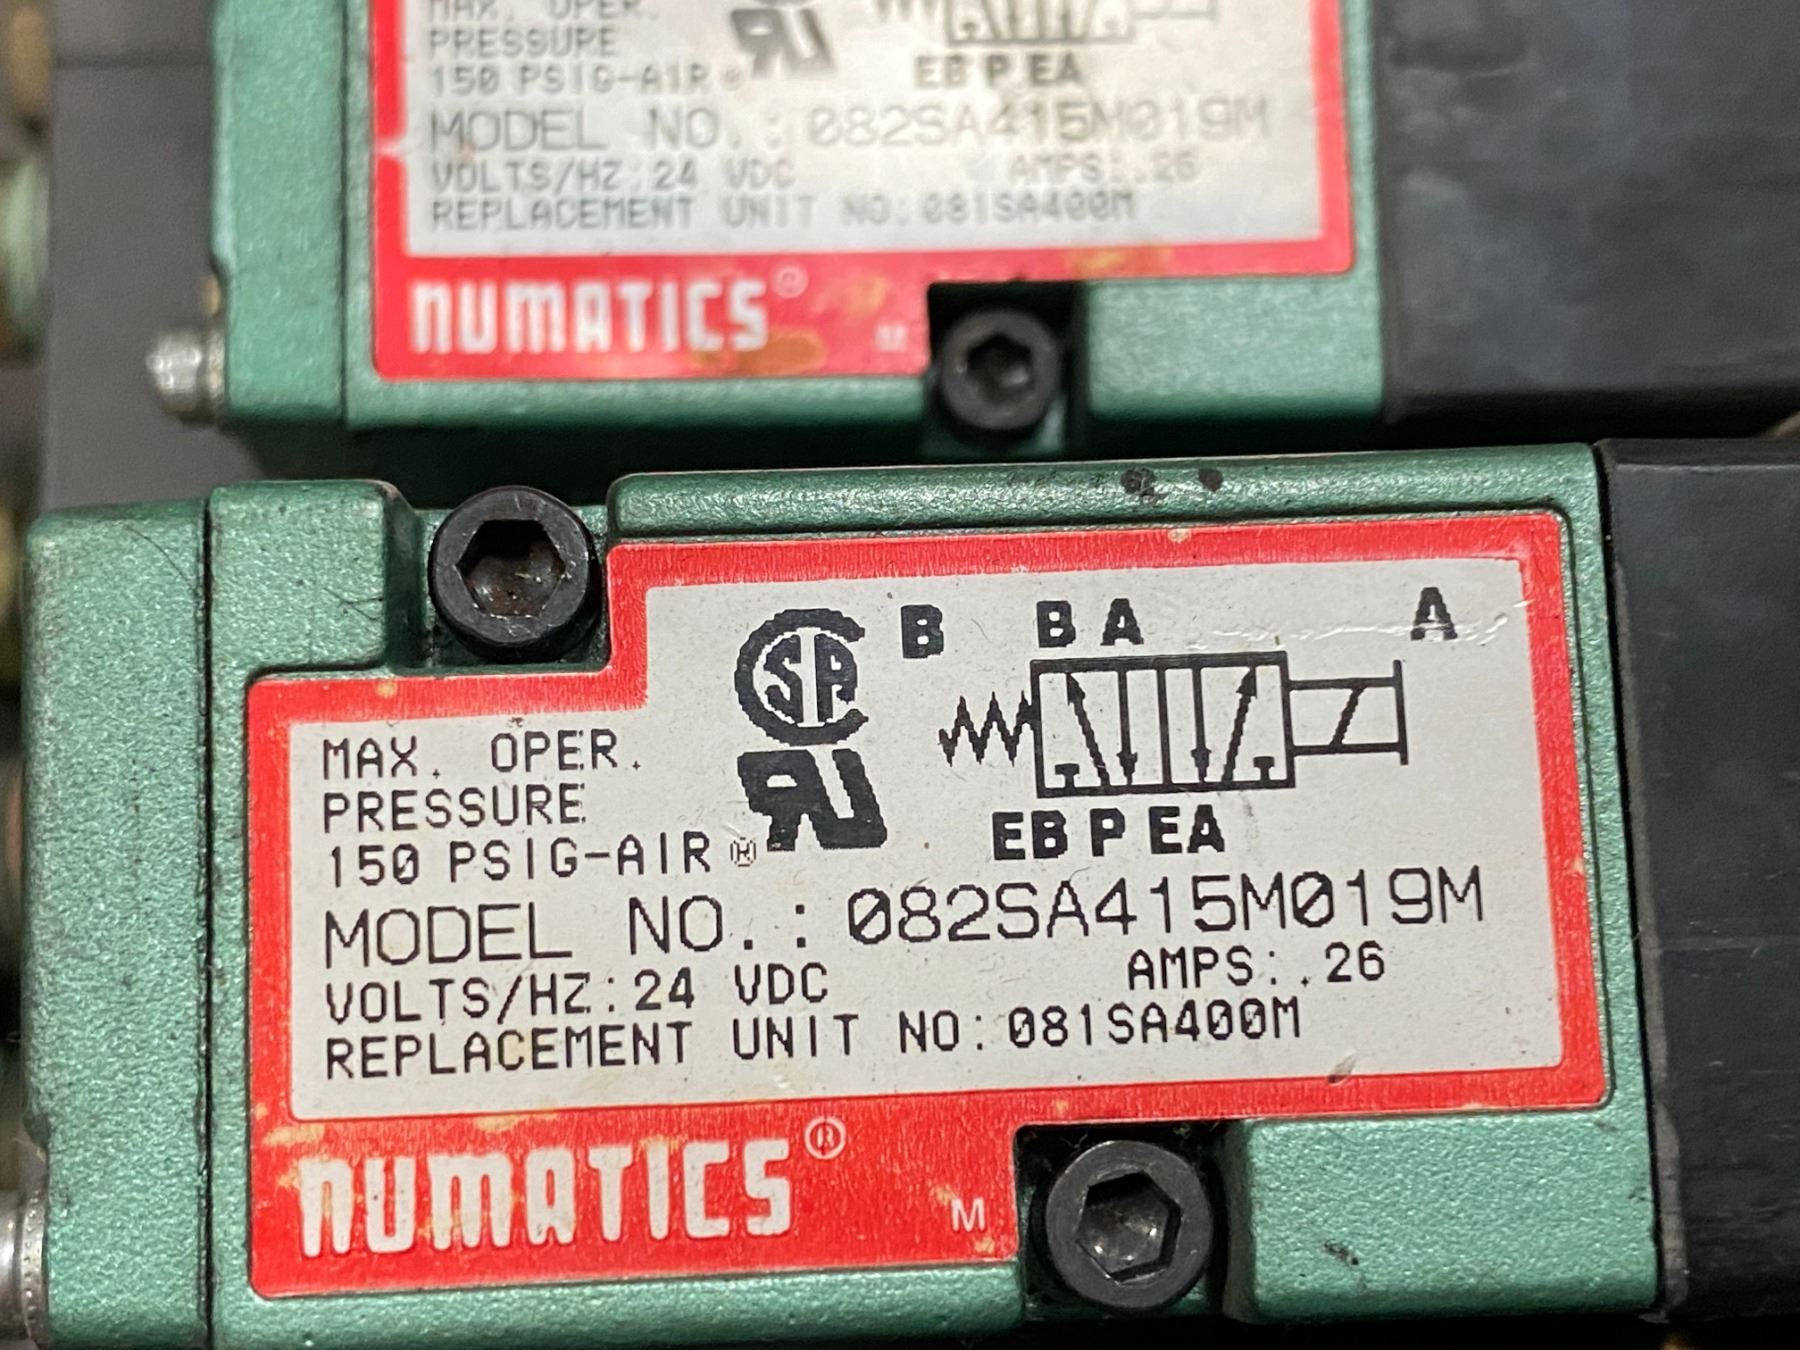 MAX. OPER.
PRESSURE
150 PSIG-AIR
EB P EA
MODEL NO.: 082SA415M019M
VOLTS/HZ:24 VDC AMPS:.26
REPLACEMENT UNIT NO:081SA400M
NUMATICS®
M
B B A A
CSA
MAX. OPER.
PRESSURE
150 PSIG-AIR ®
EB P EA
MODEL NO.: 082SA415M019M
VOLTS/HZ:24 VDC AMPS:.26
REPLACEMENT UNIT NO:081SA400M
NUMATICS®
M